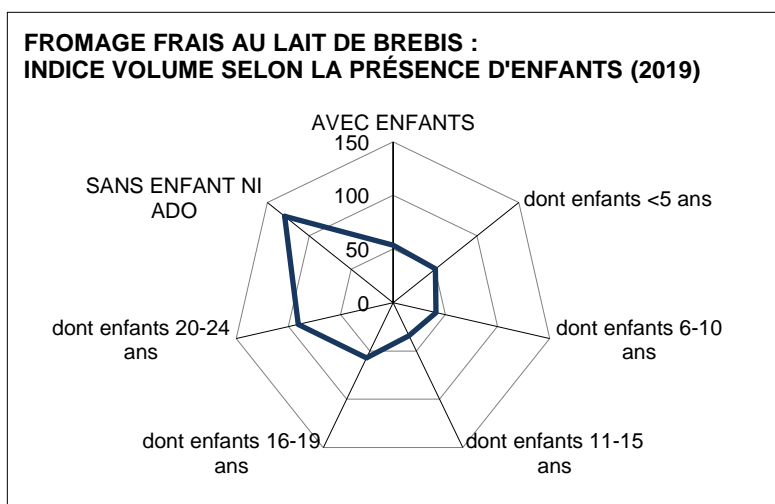 FROMAGE FRAIS AU LAIT DE BREBIS :
INDICE VOLUME SELON LA PRÉSENCE D'ENFANTS (2019)
AVEC ENFANTS
150
100
50
0
dont enfants <5 ans
dont enfants 6-10
ans
dont enfants 11-15
ans
dont enfants 16-19
ans
dont enfants 20-24
ans
SANS ENFANT NI
ADO